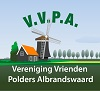 V.V.P.A.
Vereniging Vrienden
Polders Albrandswaard